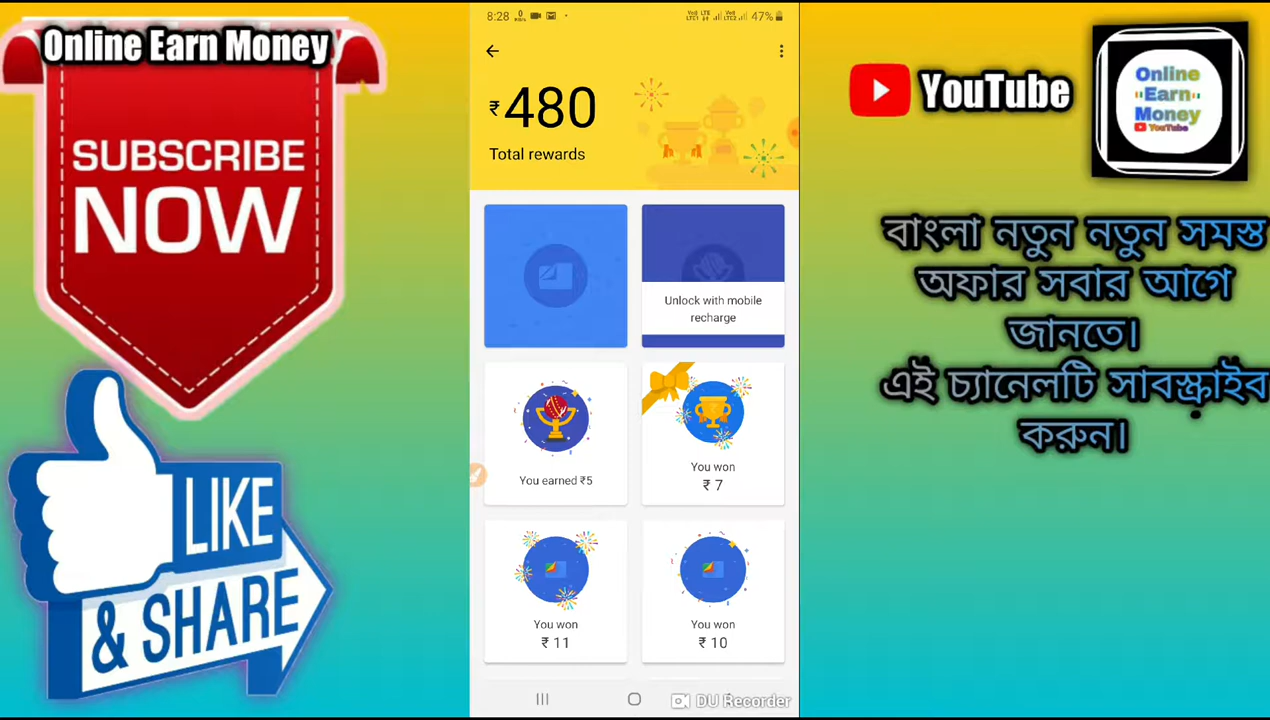 Online Earn Money
SUBSCRIBE
NOW
LIKE
& SHARE
8:28
0
47%
₹480
Total rewards
Unlock with mobile
recharge
You earned ₹5
You won
₹ 7
You won
₹ 11
You won
₹ 10
DU Recorder
YouTube
Online
Earn
Money
YouTube
বাংলা নতুন নতুন সমস্ত
অফার সবার আগে
জানতে।
এই চ্যানেলটি সাবস্ক্রাইব
করুন।